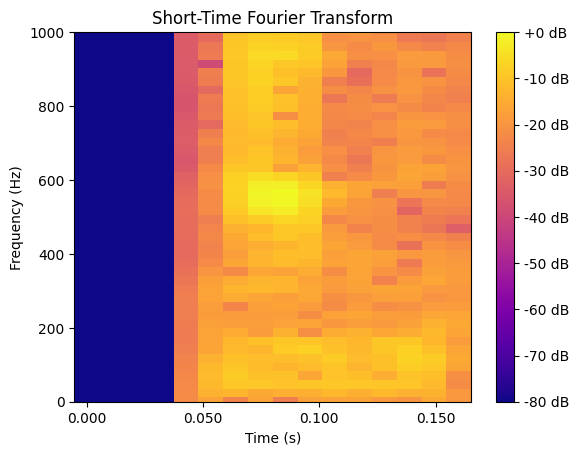 Short-Time Fourier Transform
1000
800
600
400
200
0
Frequency (Hz)
0.000
0.050
0.100
0.150
Time (s)
+0 dB
-10 dB
-20 dB
-30 dB
-40 dB
-50 dB
-60 dB
-70 dB
-80 dB